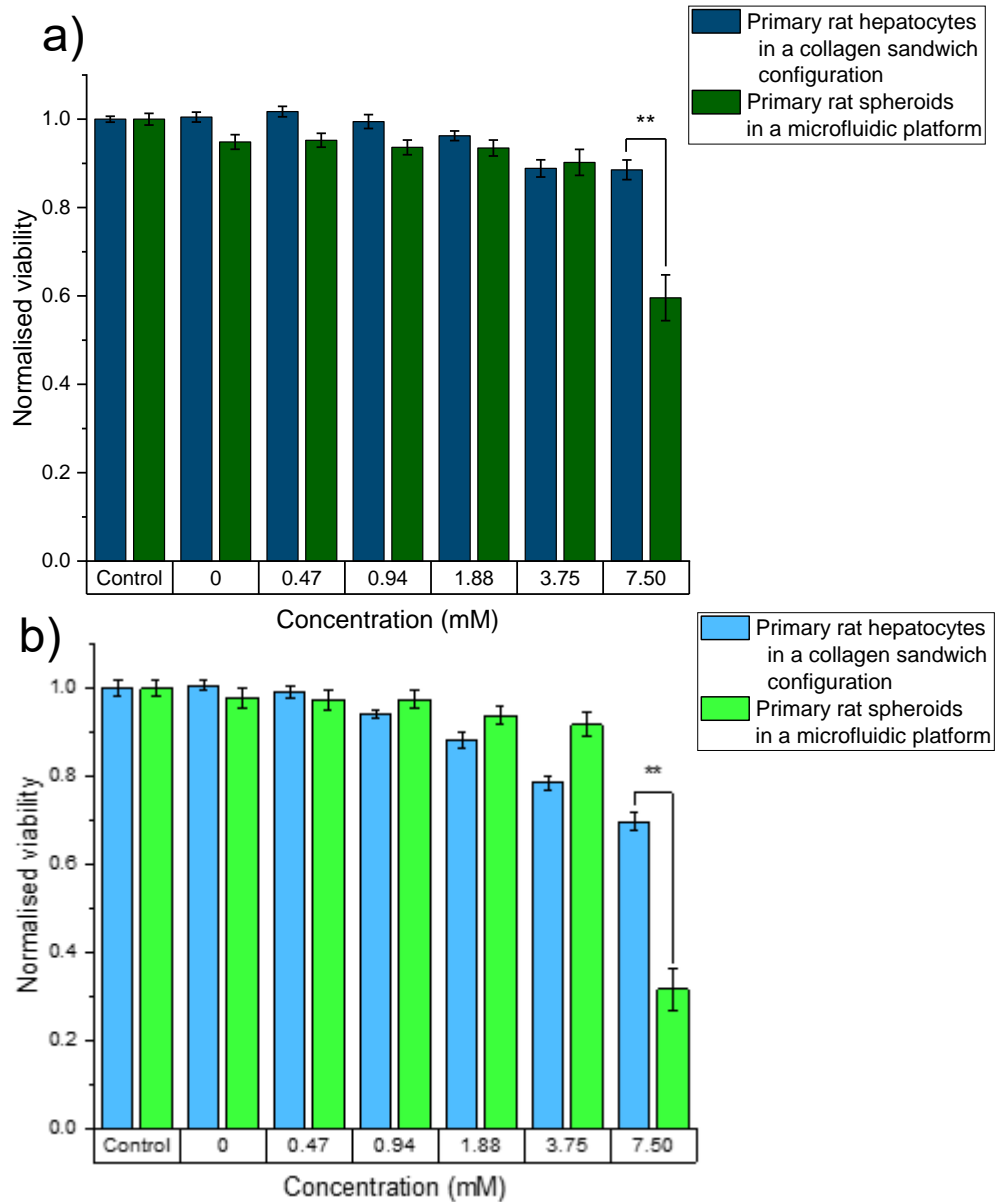 a)
Primary rat hepatocytes
in a collagen sandwich
configuration
Primary rat spheroids
in a microfluidic platform
**
1.0
0.8
0.6
0.4
0.2
0.0
Normalised viability
Control 0 0.47 0.94 1.88 3.75 7.50
Concentration (mM)
b)
Primary rat hepatocytes
in a collagen sandwich
configuration
Primary rat spheroids
in a microfluidic platform
**
1.0
0.8
0.6
0.4
0.2
0.0
Normalised viability
Control 0 0.47 0.94 1.88 3.75 7.50
Concentration (mM)